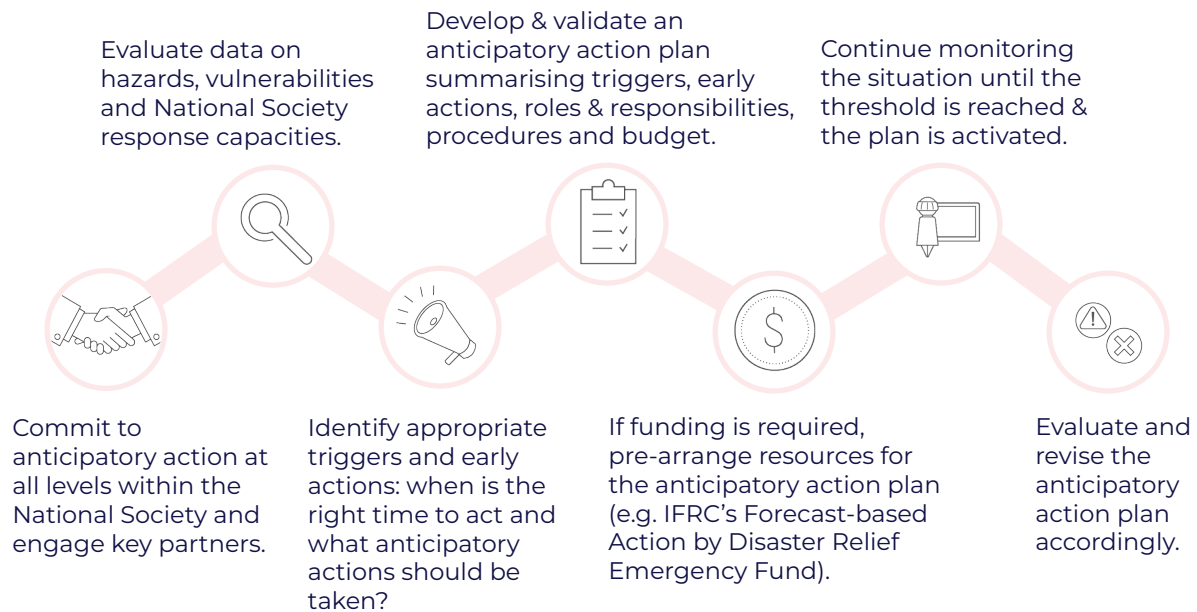 Commit to
anticipatory action at
all levels within the
National Society and
engage key partners.
Evaluate data on
hazards, vulnerabilities
and National Society
response capacities.
Identify appropriate
triggers and early
actions: when is the
right time to act and
what anticipatory
actions should be
taken?
Develop & validate an
anticipatory action plan
summarising triggers, early
actions, roles & responsibilities,
procedures and budget.
If funding is required,
pre-arrange resources for
the anticipatory action plan
(e.g. IFRC’s Forecast-based
Action by Disaster Relief
Emergency Fund).
$
Continue monitoring
the situation until the
threshold is reached &
the plan is activated.
Evaluate and
revise the
anticipatory
action plan
accordingly.